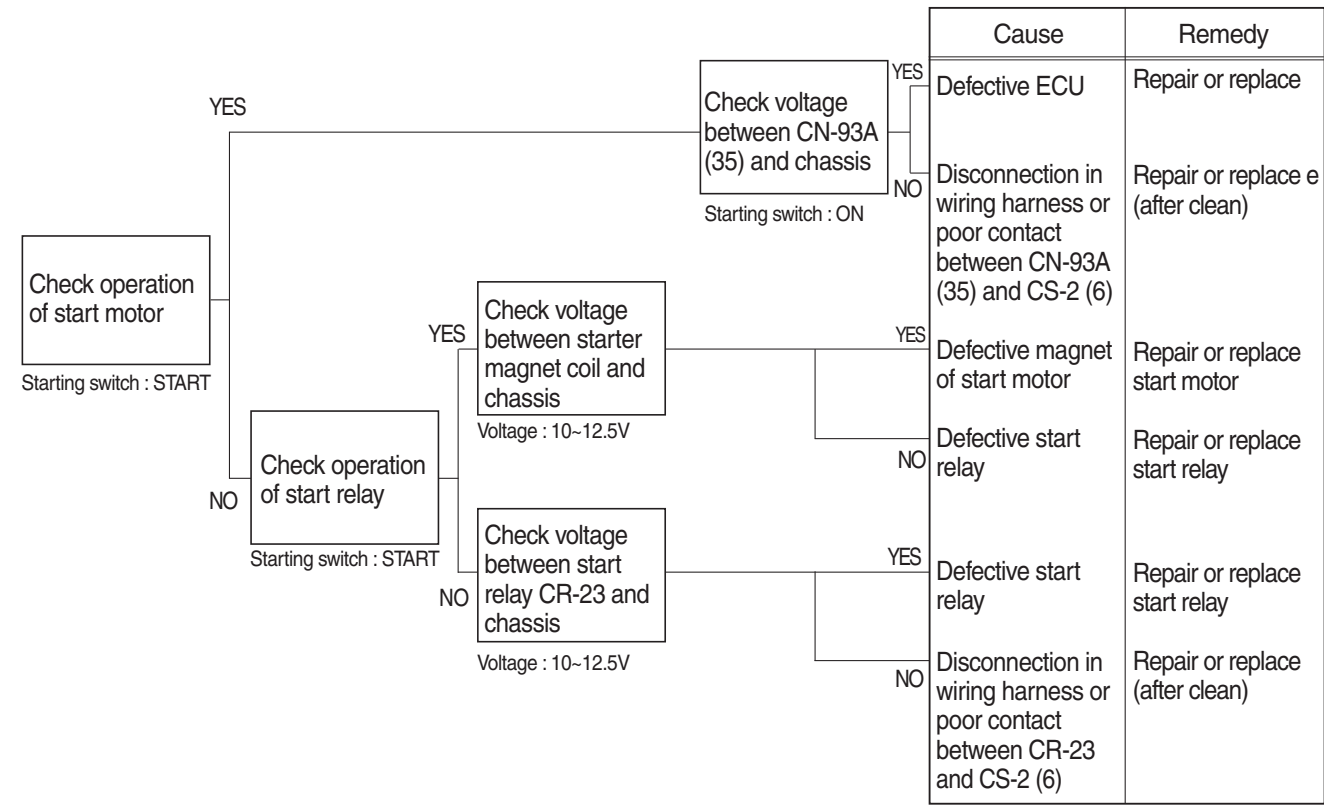 Cause
Remedy
YES
Check voltage
between CN-93A
(35) and chassis
Starting switch : ON
YES
Defective ECU
Repair or replace
NO
Disconnection in
wiring harness or
poor contact
between CN-93A
(35) and CS-2 (6)
Repair or replace e
(after clean)
Check operation
of start motor
Starting switch : START
NO
Check operation
of start relay
Starting switch : START
YES
Check voltage
between starter
magnet coil and
chassis
Voltage : 10~12.5V
YES
Defective magnet
of start motor
Repair or replace
start motor
NO
Defective start
relay
Repair or replace
start relay
NO
Check voltage
between start
relay CR-23 and
chassis
Voltage : 10~12.5V
YES
Defective start
relay
Repair or replace
start relay
NO
Disconnection in
wiring harness or
poor contact
between CR-23
and CS-2 (6)
Repair or replace
(after clean)